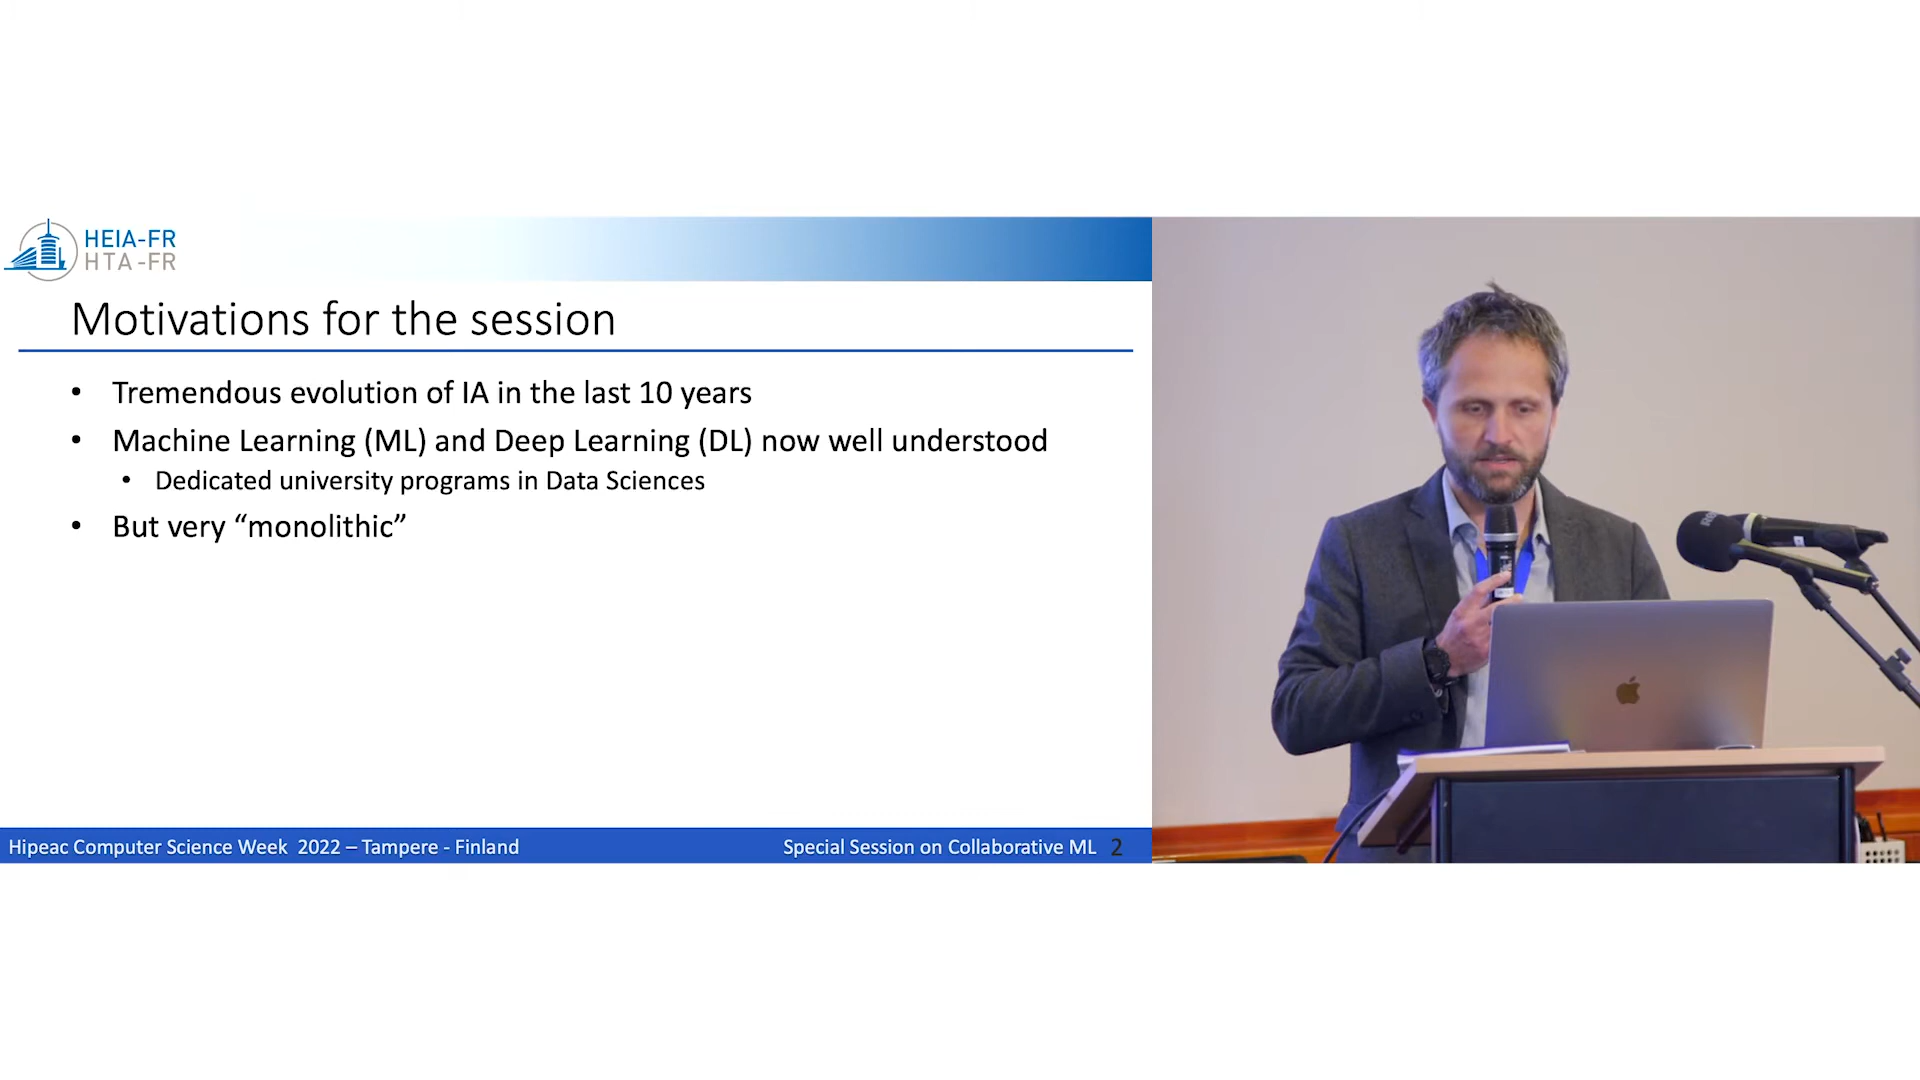 HEIA-FR
HTA-FR
Motivations for the session
• Tremendous evolution of IA in the last 10 years
• Machine Learning (ML) and Deep Learning (DL) now well understood
• Dedicated university programs in Data Sciences
• But very “monolithic”
Hipeac Computer Science Week 2022 – Tampere - Finland
Special Session on Collaborative ML 2